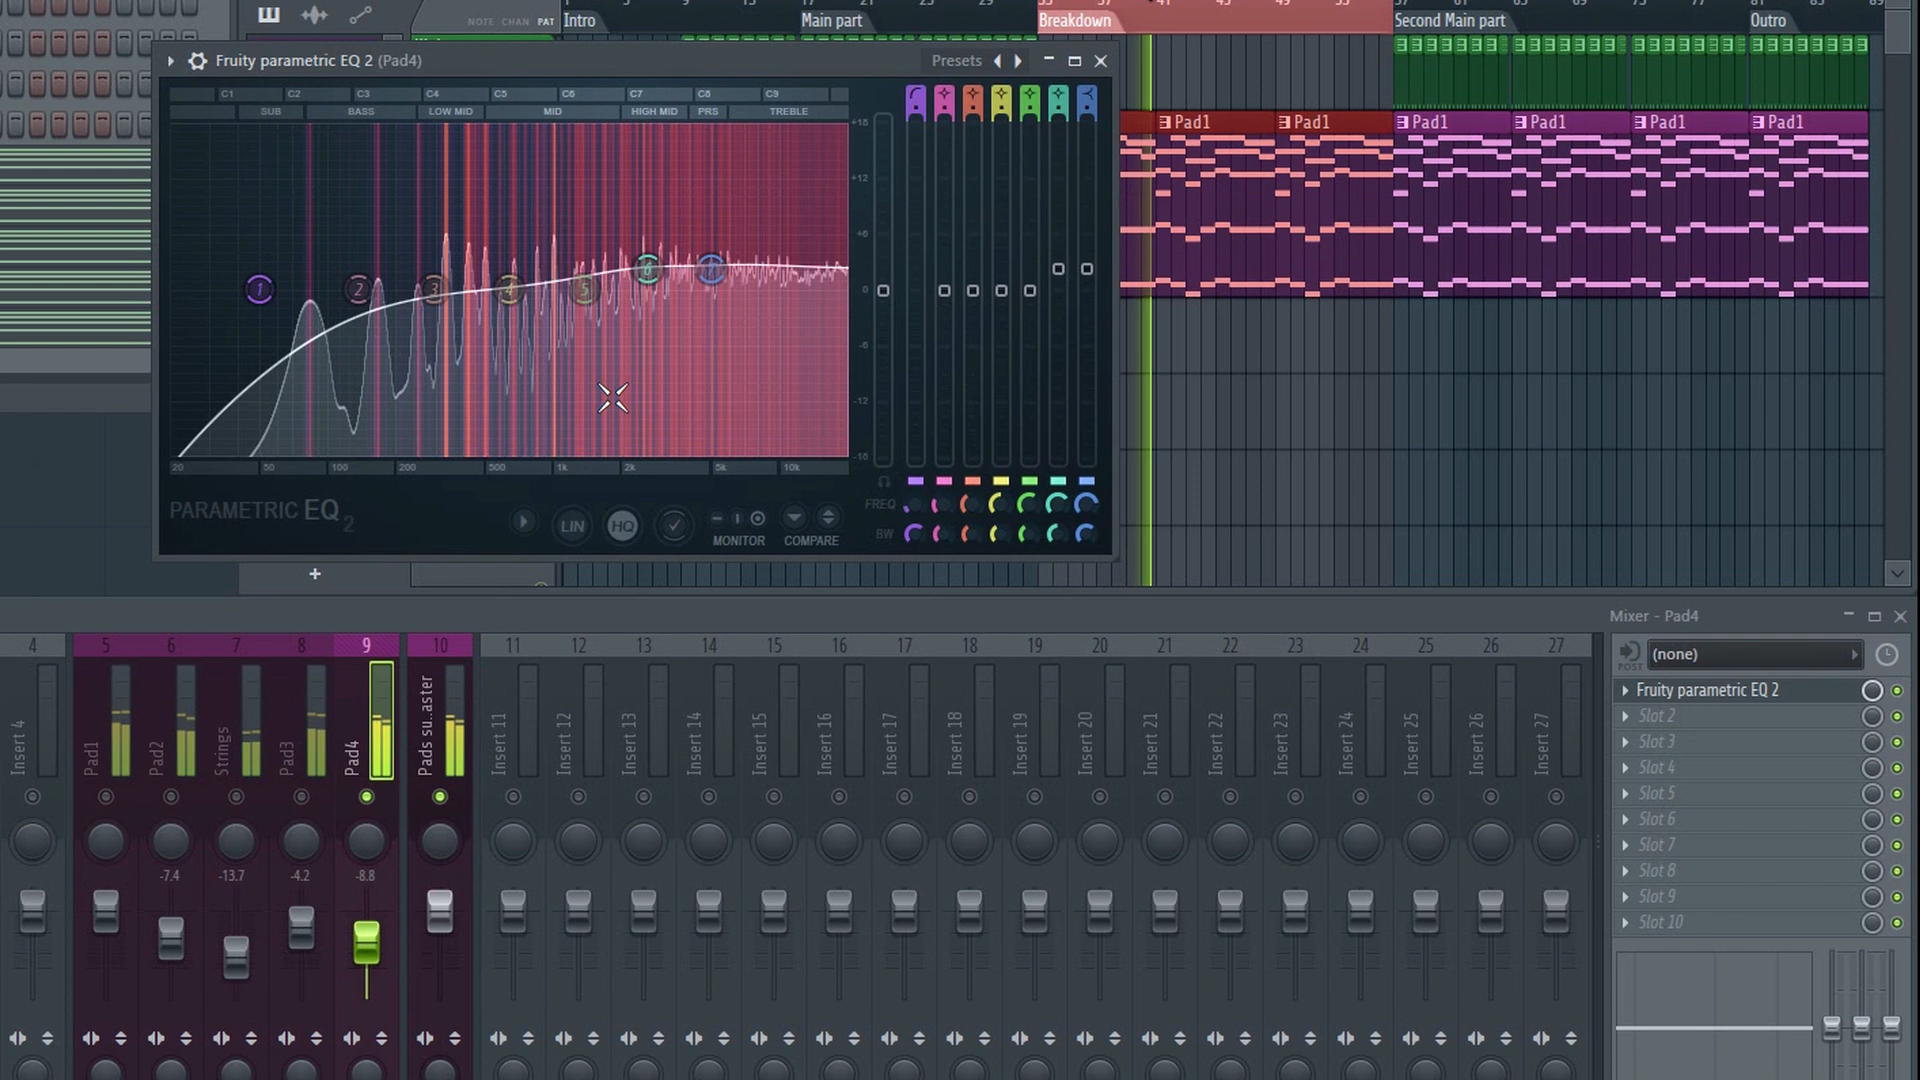 NOTE CHAN PAT
Intro
Main part
Breakdown
Second Main part
Outro
Fruity parametric EQ 2 (Pad4)
Presets
C1 C2 C3 C4 C5 C6 C7 C8 C9
SUB BASS LOW MID MID HIGH MID PRS TREBLE
+18
+12
+6
0
-6
-12
-18
1 2 3 4 5 6
20 50 100 200 500 1k 2k 5k 10k
PARAMETRIC EQ 2
LIN
HQ
MONITOR
COMPARE
FREQ
BW
Pad1
Pad1
Pad1
Pad1
Pad1
Pad1
Mixer - Pad4
4 5 6 7 8 9 10 11 12 13 14 15 16 17 18 19 20 21 22 23 24 25 26 27
Insert 4
Pad1
Pad2
Strings
Pad3
Pad4
Pads su..aster
Insert 11
Insert 12
Insert 13
Insert 14
Insert 15
Insert 16
Insert 17
Insert 18
Insert 19
Insert 20
Insert 21
Insert 22
Insert 23
Insert 24
Insert 25
Insert 26
Insert 27
-7.4 -13.7 -4.2 -8.8
POST
(none)
Fruity parametric EQ 2
Slot 2
Slot 3
Slot 4
Slot 5
Slot 6
Slot 7
Slot 8
Slot 9
Slot 10